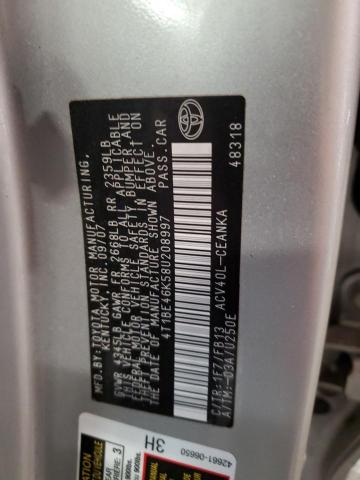 MFD. BY:TOYOTA MOTOR MANUFACTURING,
KENTUCKY, INC. 09/07
GVWR 4345LB GAWR FR 2668LB RR 2359LB
THIS VEHICLE CONFORMS TO ALL APPLICABLE
FEDERAL MOTOR VEHICLE SAFETY, BUMPER, AND
THEFT PREVENTION STANDARDS IN EFFECT ON
THE DATE OF MANUFACTURE SHOWN ABOVE.
4T1BE46K58U208997 PASS.CAR
C/TR:1F7/FB13 ACV40L-CEANKA
A/TM:-03A/U250E
48318
42661-06650
3H